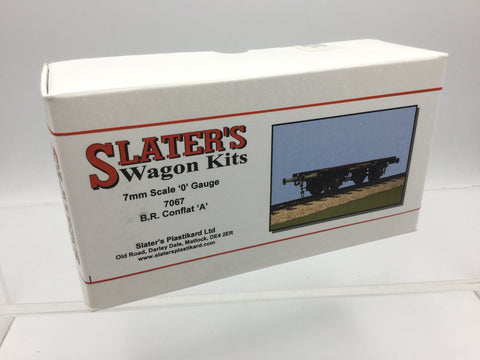 SLATER'S
Wagon Kits
7mm Scale '0' Gauge
7067
B.R. Conflat 'A'
Slater's Plastikard Ltd
Old Road, Darley Dale, Matlock, DE4 2ER
www.slatersplastikard.com